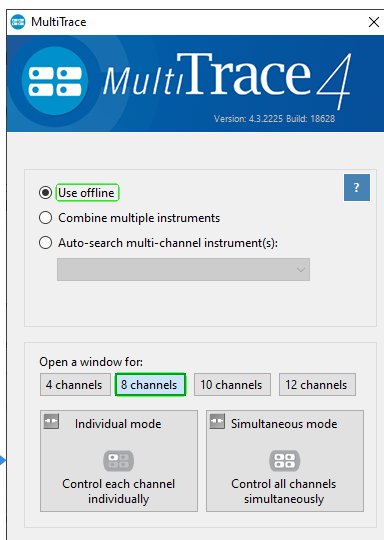 MultiTrace
MultiTrace 4
Version: 4.3.2225 Build: 18628
Use offline
?
Combine multiple instruments
Auto-search multi-channel instrument(s):
Open a window for:
4 channels 8 channels 10 channels 12 channels
Individual mode
Control each channel
individually
Simultaneous mode
Control all channels
simultaneously